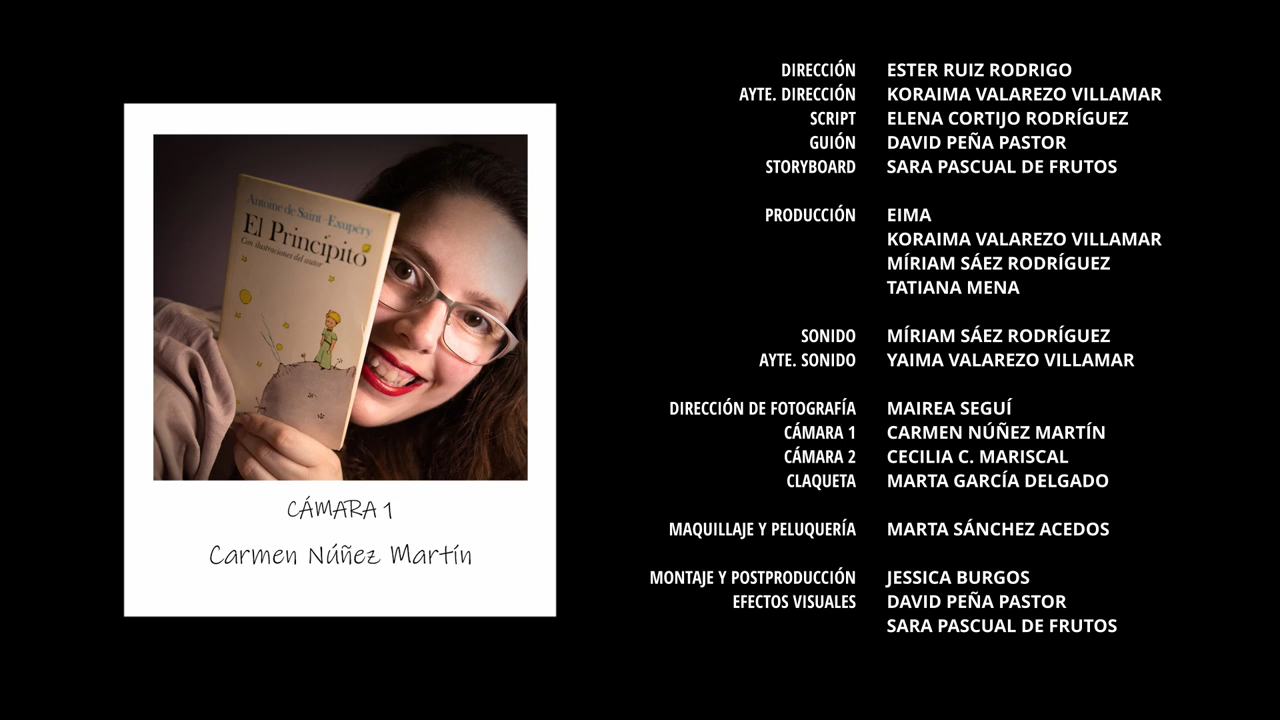 Antoine de Saint-Exupéry
El Principito
Con ilustraciones del autor
CÁMARA 1
Carmen Núñez Martín
DIRECCIÓN ESTER RUIZ RODRIGO
AYTE. DIRECCIÓN KORAIMA VALAREZO VILLAMAR
SCRIPT ELENA CORTIJO RODRÍGUEZ
GUIÓN DAVID PEÑA PASTOR
STORYBOARD SARA PASCUAL DE FRUTOS
PRODUCCIÓN EIMA
KORAIMA VALAREZO VILLAMAR
MÍRIAM SÁEZ RODRÍGUEZ
TATIANA MENA
SONIDO MÍRIAM SÁEZ RODRÍGUEZ
AYTE. SONIDO YAIMA VALAREZO VILLAMAR
DIRECCIÓN DE FOTOGRAFÍA MAIREA SEGUÍ
CÁMARA 1 CARMEN NÚÑEZ MARTÍN
CÁMARA 2 CECILIA C. MARISCAL
CLAQUETA MARTA GARCÍA DELGADO
MAQUILLAJE Y PELUQUERÍA MARTA SÁNCHEZ ACEDOS
MONTAJE Y POSTPRODUCCIÓN JESSICA BURGOS
EFECTOS VISUALES DAVID PEÑA PASTOR
SARA PASCUAL DE FRUTOS